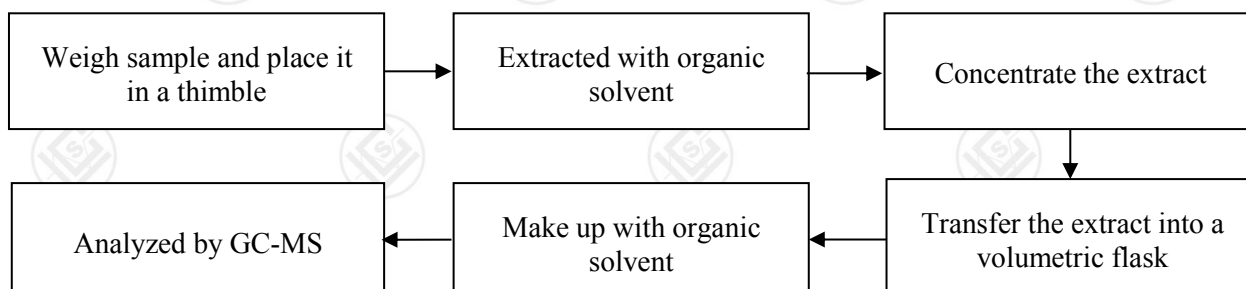 Weigh sample and place it
in a thimble
Extracted with organic
solvent
Concentrate the extract
Transfer the extract into a
volumetric flask
Make up with organic
solvent
Analyzed by GC-MS